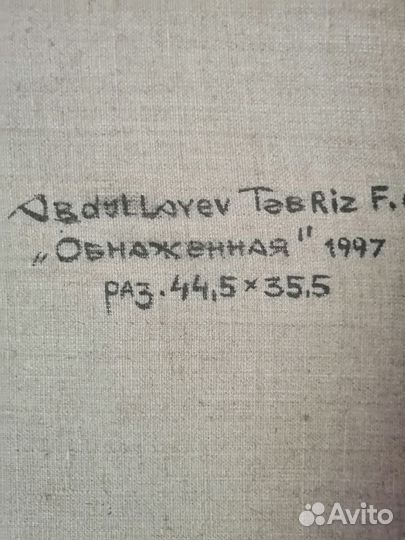 Abdullayev Təbriz F.
„Обнаженная" 1997
раз. 44,5 × 35,5
Avito